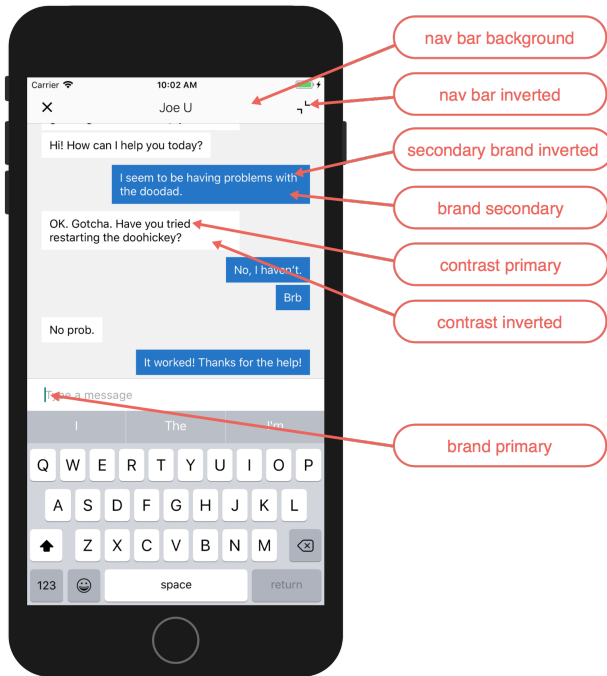 Carrier
10:02 AM
Joe U
Hi! How can I help you today?
I seem to be having problems with
the doodad.
OK. Gotcha. Have you tried
restarting the doohickey?
No, I haven't.
Brb
No prob.
It worked! Thanks for the help!
Type a message
I The I'm
Q W E R T Y U I O P
A S D F G H J K L
Z X C V B N M
123 space return
nav bar background
nav bar inverted
secondary brand inverted
brand secondary
contrast primary
contrast inverted
brand primary